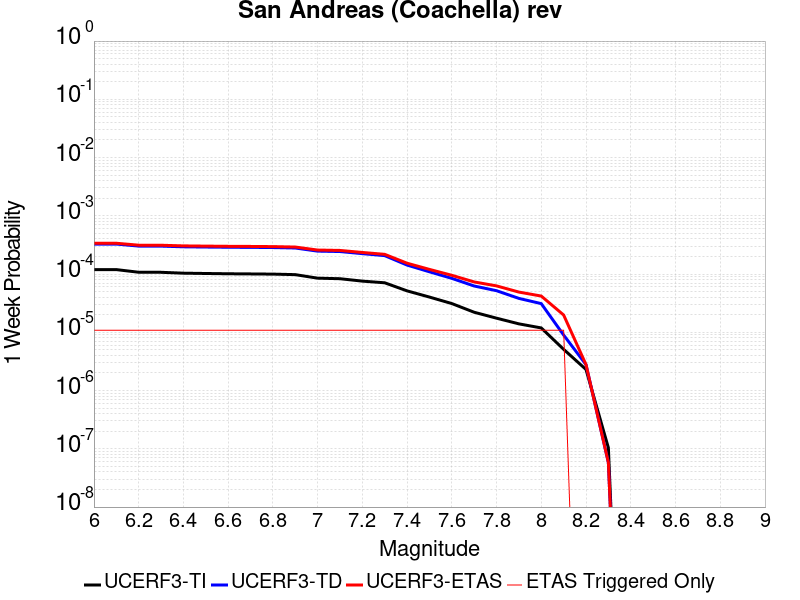 San Andreas (Coachella) rev
10^0
10^-1
10^-2
10^-3
10^-4
10^-5
10^-6
10^-7
10^-8
1 Week Probability
6 6.2 6.4 6.6 6.8 7 7.2 7.4 7.6 7.8 8 8.2 8.4 8.6 8.8 9
Magnitude
UCERF3-TI UCERF3-TD UCERF3-ETAS ETAS Triggered Only